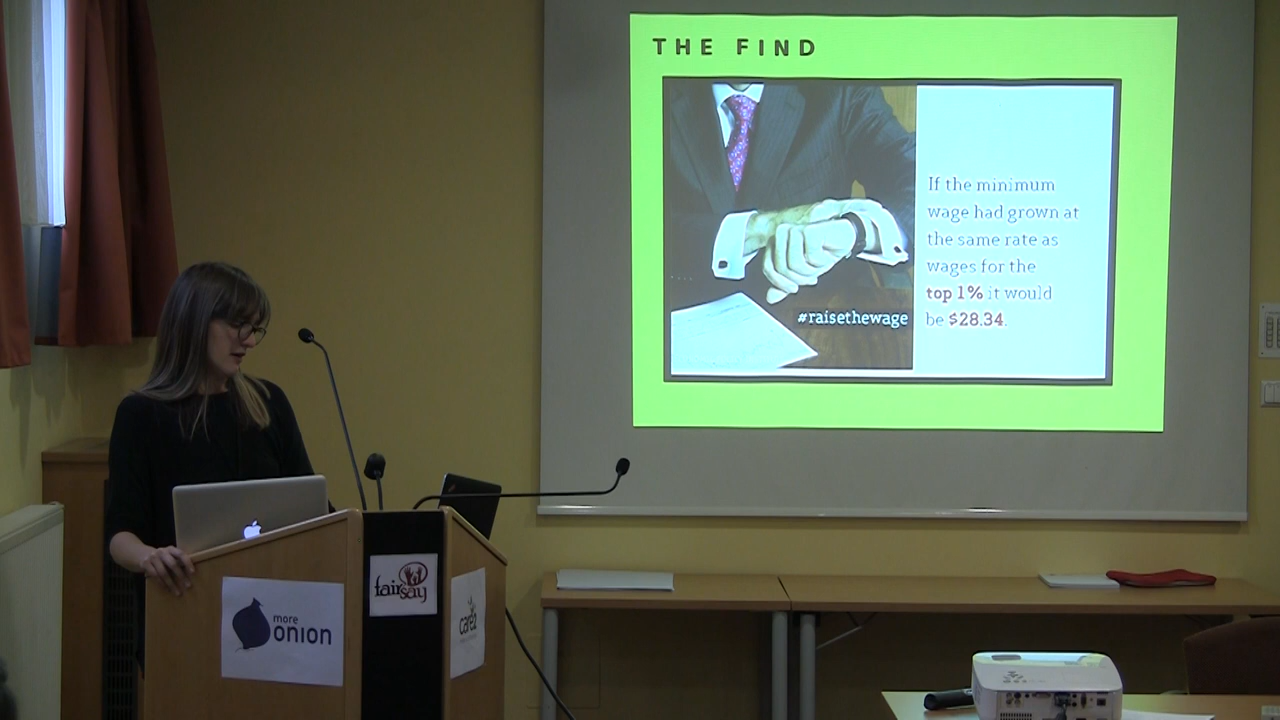 THE FIND
If the minimum
wage had grown at
the same rate as
wages for the
top 1% it would
be $28.34.
#raisethewage
more
onion
fairsay
care2